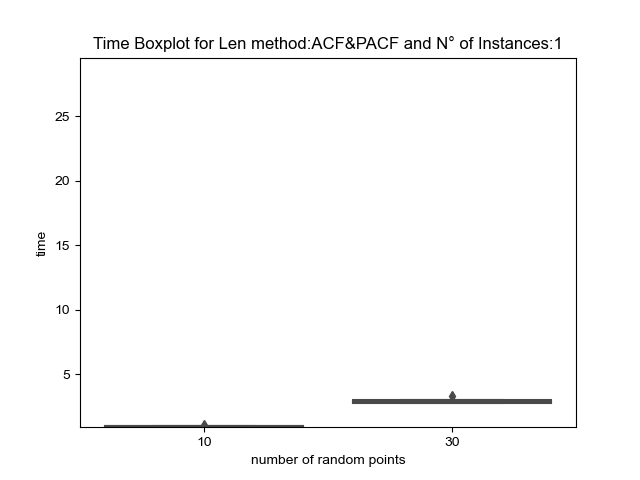 Time Boxplot for Len method:ACF&PACF and N° of Instances:1
25
20
15
10
5
time
10 30
number of random points